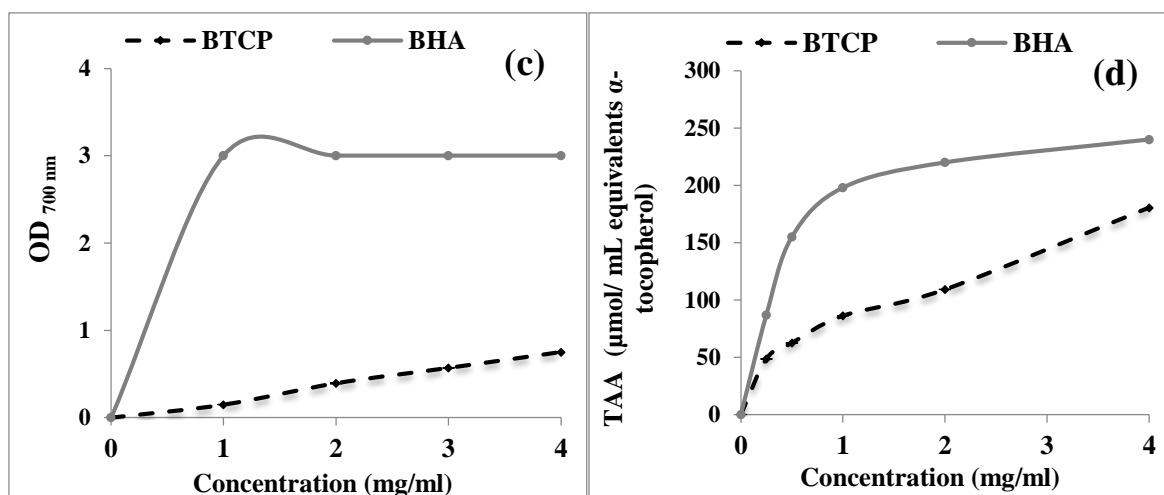 BTCP BHA
(c)
4
3
2
1
0
OD 700 nm
0 1 2 3 4
Concentration (mg/ml)
BTCP BHA
(d)
300
250
200
150
100
50
0
TAA (µmol/ mL equivalents α-
tocopherol)
0 1 2 3 4
Concentration (mg/ml)